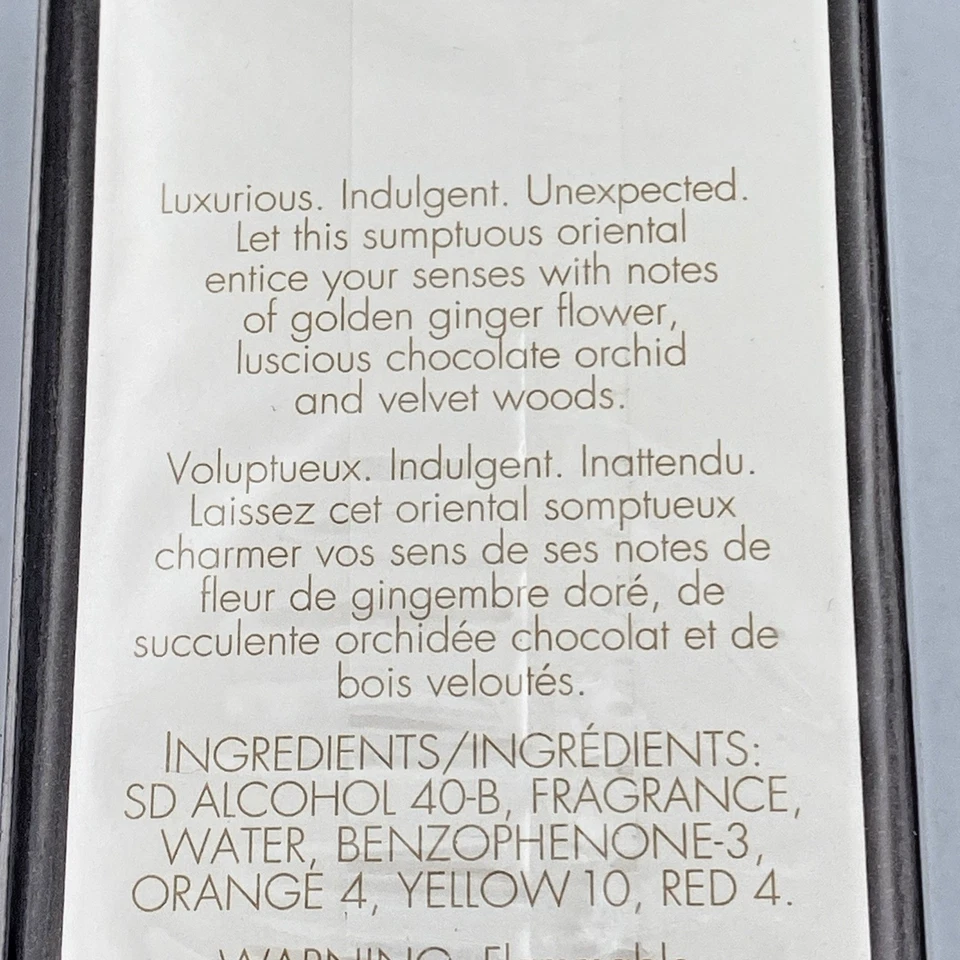 Luxurious. Indulgent. Unexpected.
Let this sumptuous oriental
entice your senses with notes
of golden ginger flower,
luscious chocolate orchid
and velvet woods.
Voluptueux. Indulgent. Inattendu.
Laissez cet oriental somptueux
charmer vos sens de ses notes de
fleur de gingembre doré, de
succulente orchidée chocolat et de
bois veloutés.
INGREDIENTS/INGRÉDIENTS:
SD ALCOHOL 40-B, FRAGRANCE,
WATER, BENZOPHENONE-3,
ORANGE 4, YELLOW 10, RED 4.
WARNING: Flammable